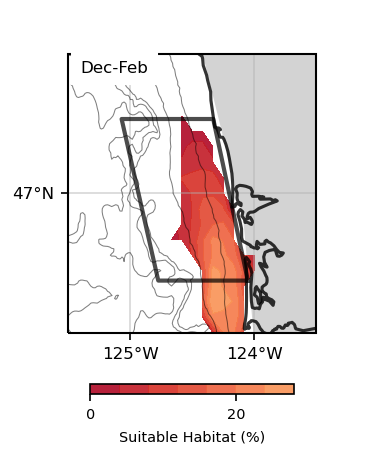 Dec-Feb
47°N
125°W 124°W
0 20
Suitable Habitat (%)